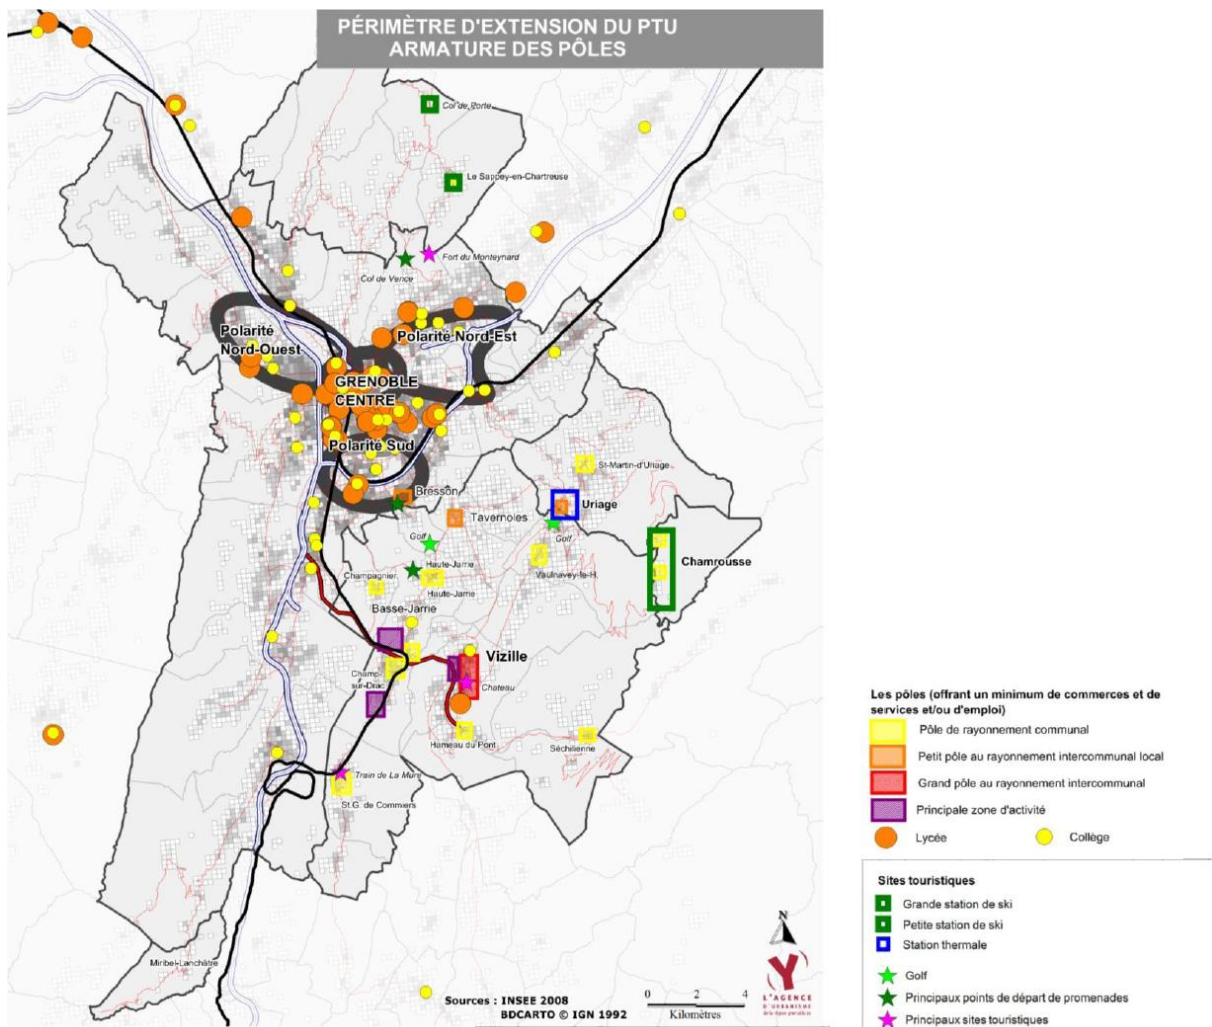 PÉRIMÈTRE D'EXTENSION DU PTU
ARMATURE DES PÔLES
Col de Porte
Le Sappey-en-Chartreuse
Fort du Monteynard
Col de Vence
Polarité
Nord-Ouest
Polarité Nord-Est
GRENOBLE
CENTRE
Polarité Sud
St-Martin-d'Uriage
Bresson
Uriage
Tavernoles
Golf
Golf
Chamrousse
Haute-Jarrie
Champagnier
Vaulnavey-le-H.
Haute-Jarrie
Basse-Jarrie
Vizille
Champ-
sur-Drac
Chateau
Hameau du Pont
Séchilienne
Train de La Mure
St.G. de Commiers
Miribel-Lanchâtre
N
Sources : INSEE 2008
BDCARTO © IGN 1992
0 2 4
Kilomètres
L'AGENCE
D'URBANISME
Les pôles (offrant un minimum de commerces et de
services et/ou d'emploi)
Pôle de rayonnement communal
Petit pôle au rayonnement intercommunal local
Grand pôle au rayonnement intercommunal
Principale zone d'activité
Lycée
Collège
Sites touristiques
Grande station de ski
Petite station de ski
Station thermale
Golf
Principaux points de départ de promenades
Principaux sites touristiques